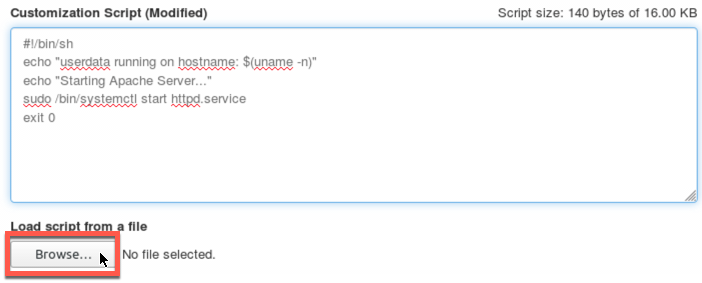 Customization Script (Modified) Script size: 140 bytes of 16.00 KB
#!/bin/sh
echo "userdata running on hostname: $(uname -n)"
echo "Starting Apache Server..."
sudo /bin/systemctl start httpd.service
exit 0
Load script from a file
Browse... No file selected.